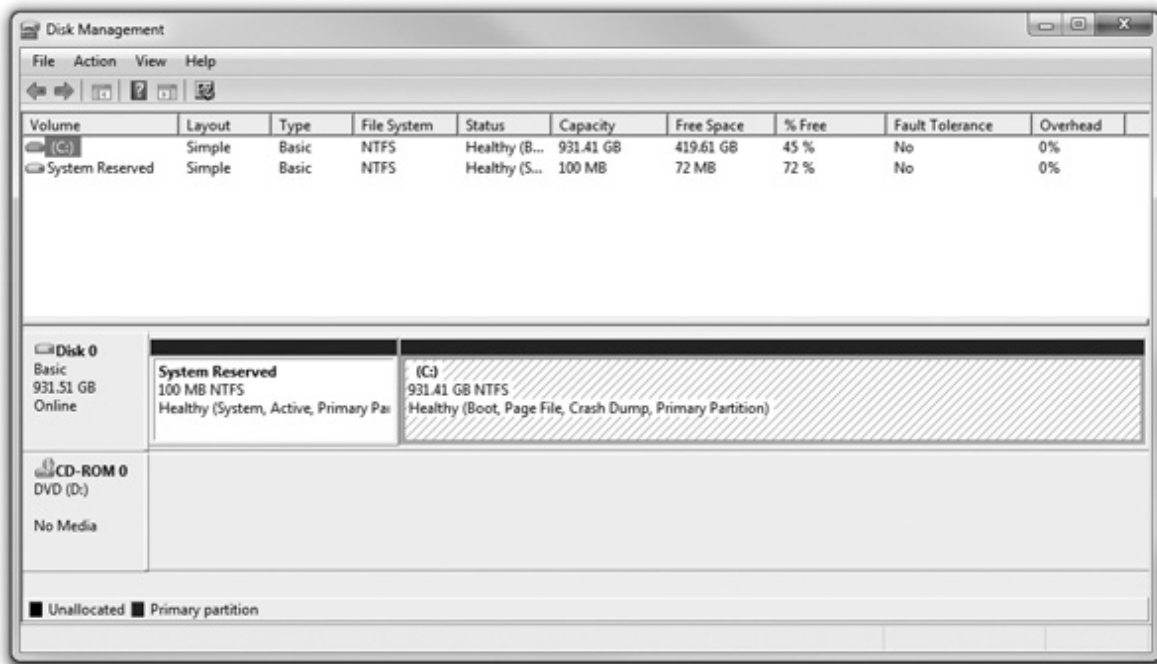 Disk Management
File Action View Help
Volume Layout Type File System Status Capacity Free Space % Free Fault Tolerance Overhead
(C:) Simple Basic NTFS Healthy (B... 931.41 GB 419.61 GB 45 % No 0%
System Reserved Simple Basic NTFS Healthy (S... 100 MB 72 MB 72 % No 0%
Disk 0
Basic
931.51 GB
Online
System Reserved
100 MB NTFS
Healthy (System, Active, Primary Pa
(C:)
931.41 GB NTFS
Healthy (Boot, Page File, Crash Dump, Primary Partition)
CD-ROM 0
DVD (D:)
No Media
Unallocated Primary partition